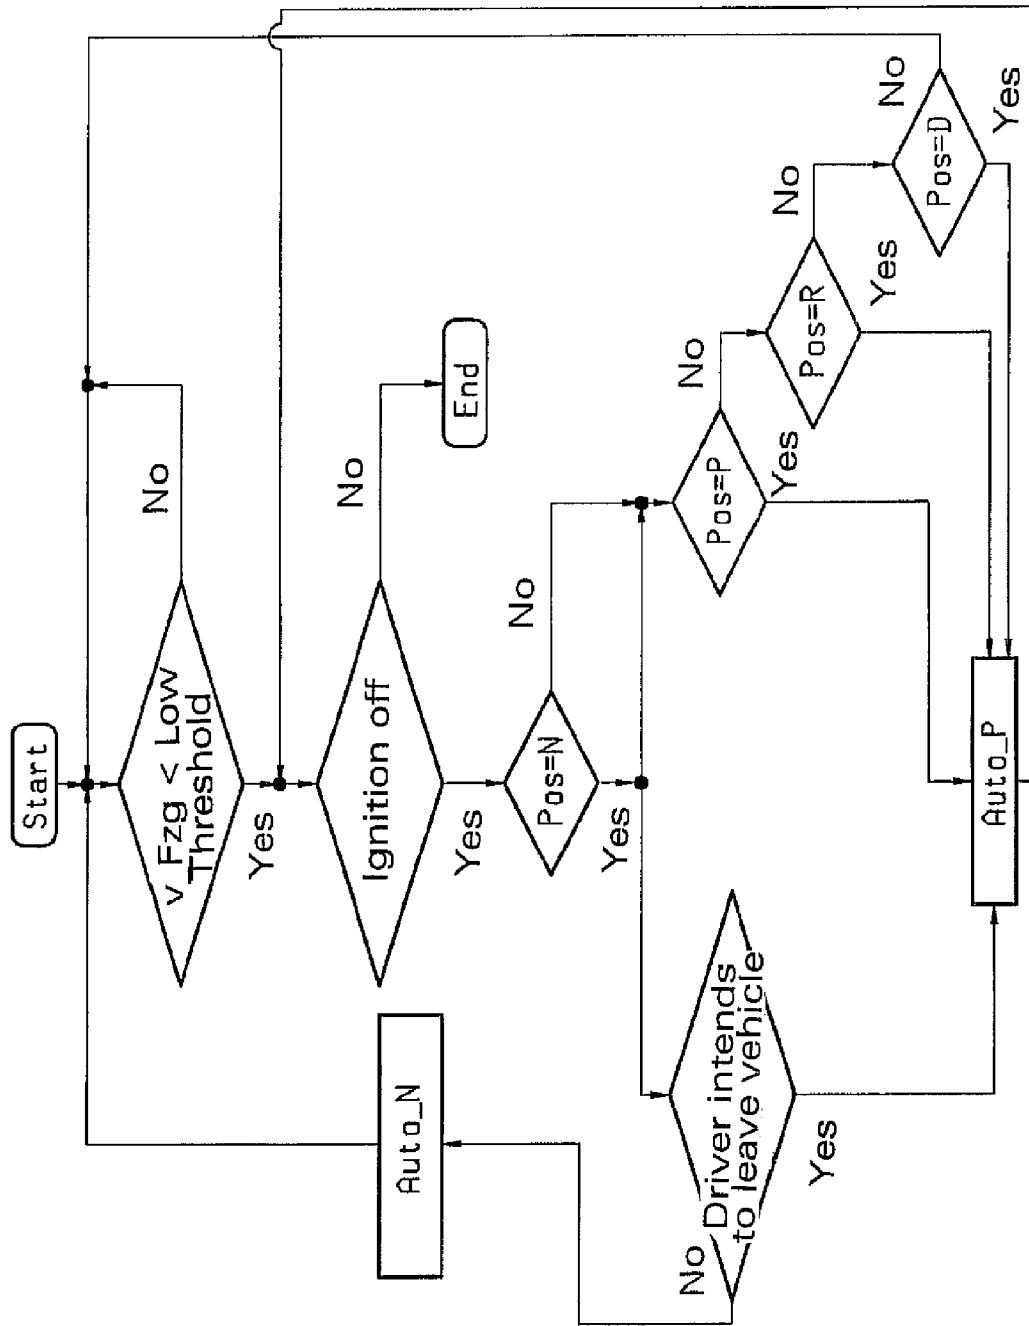 Start
v Fzg < Low
Threshold
No
Yes
Ignition off
No
Yes
End
Auto_N
Pos=N
No
Yes
No
Driver intends
to leave vehicle
Yes
Pos=P
No
Yes
Pos=R
No
Yes
Pos=D
No
Yes
Auto_P